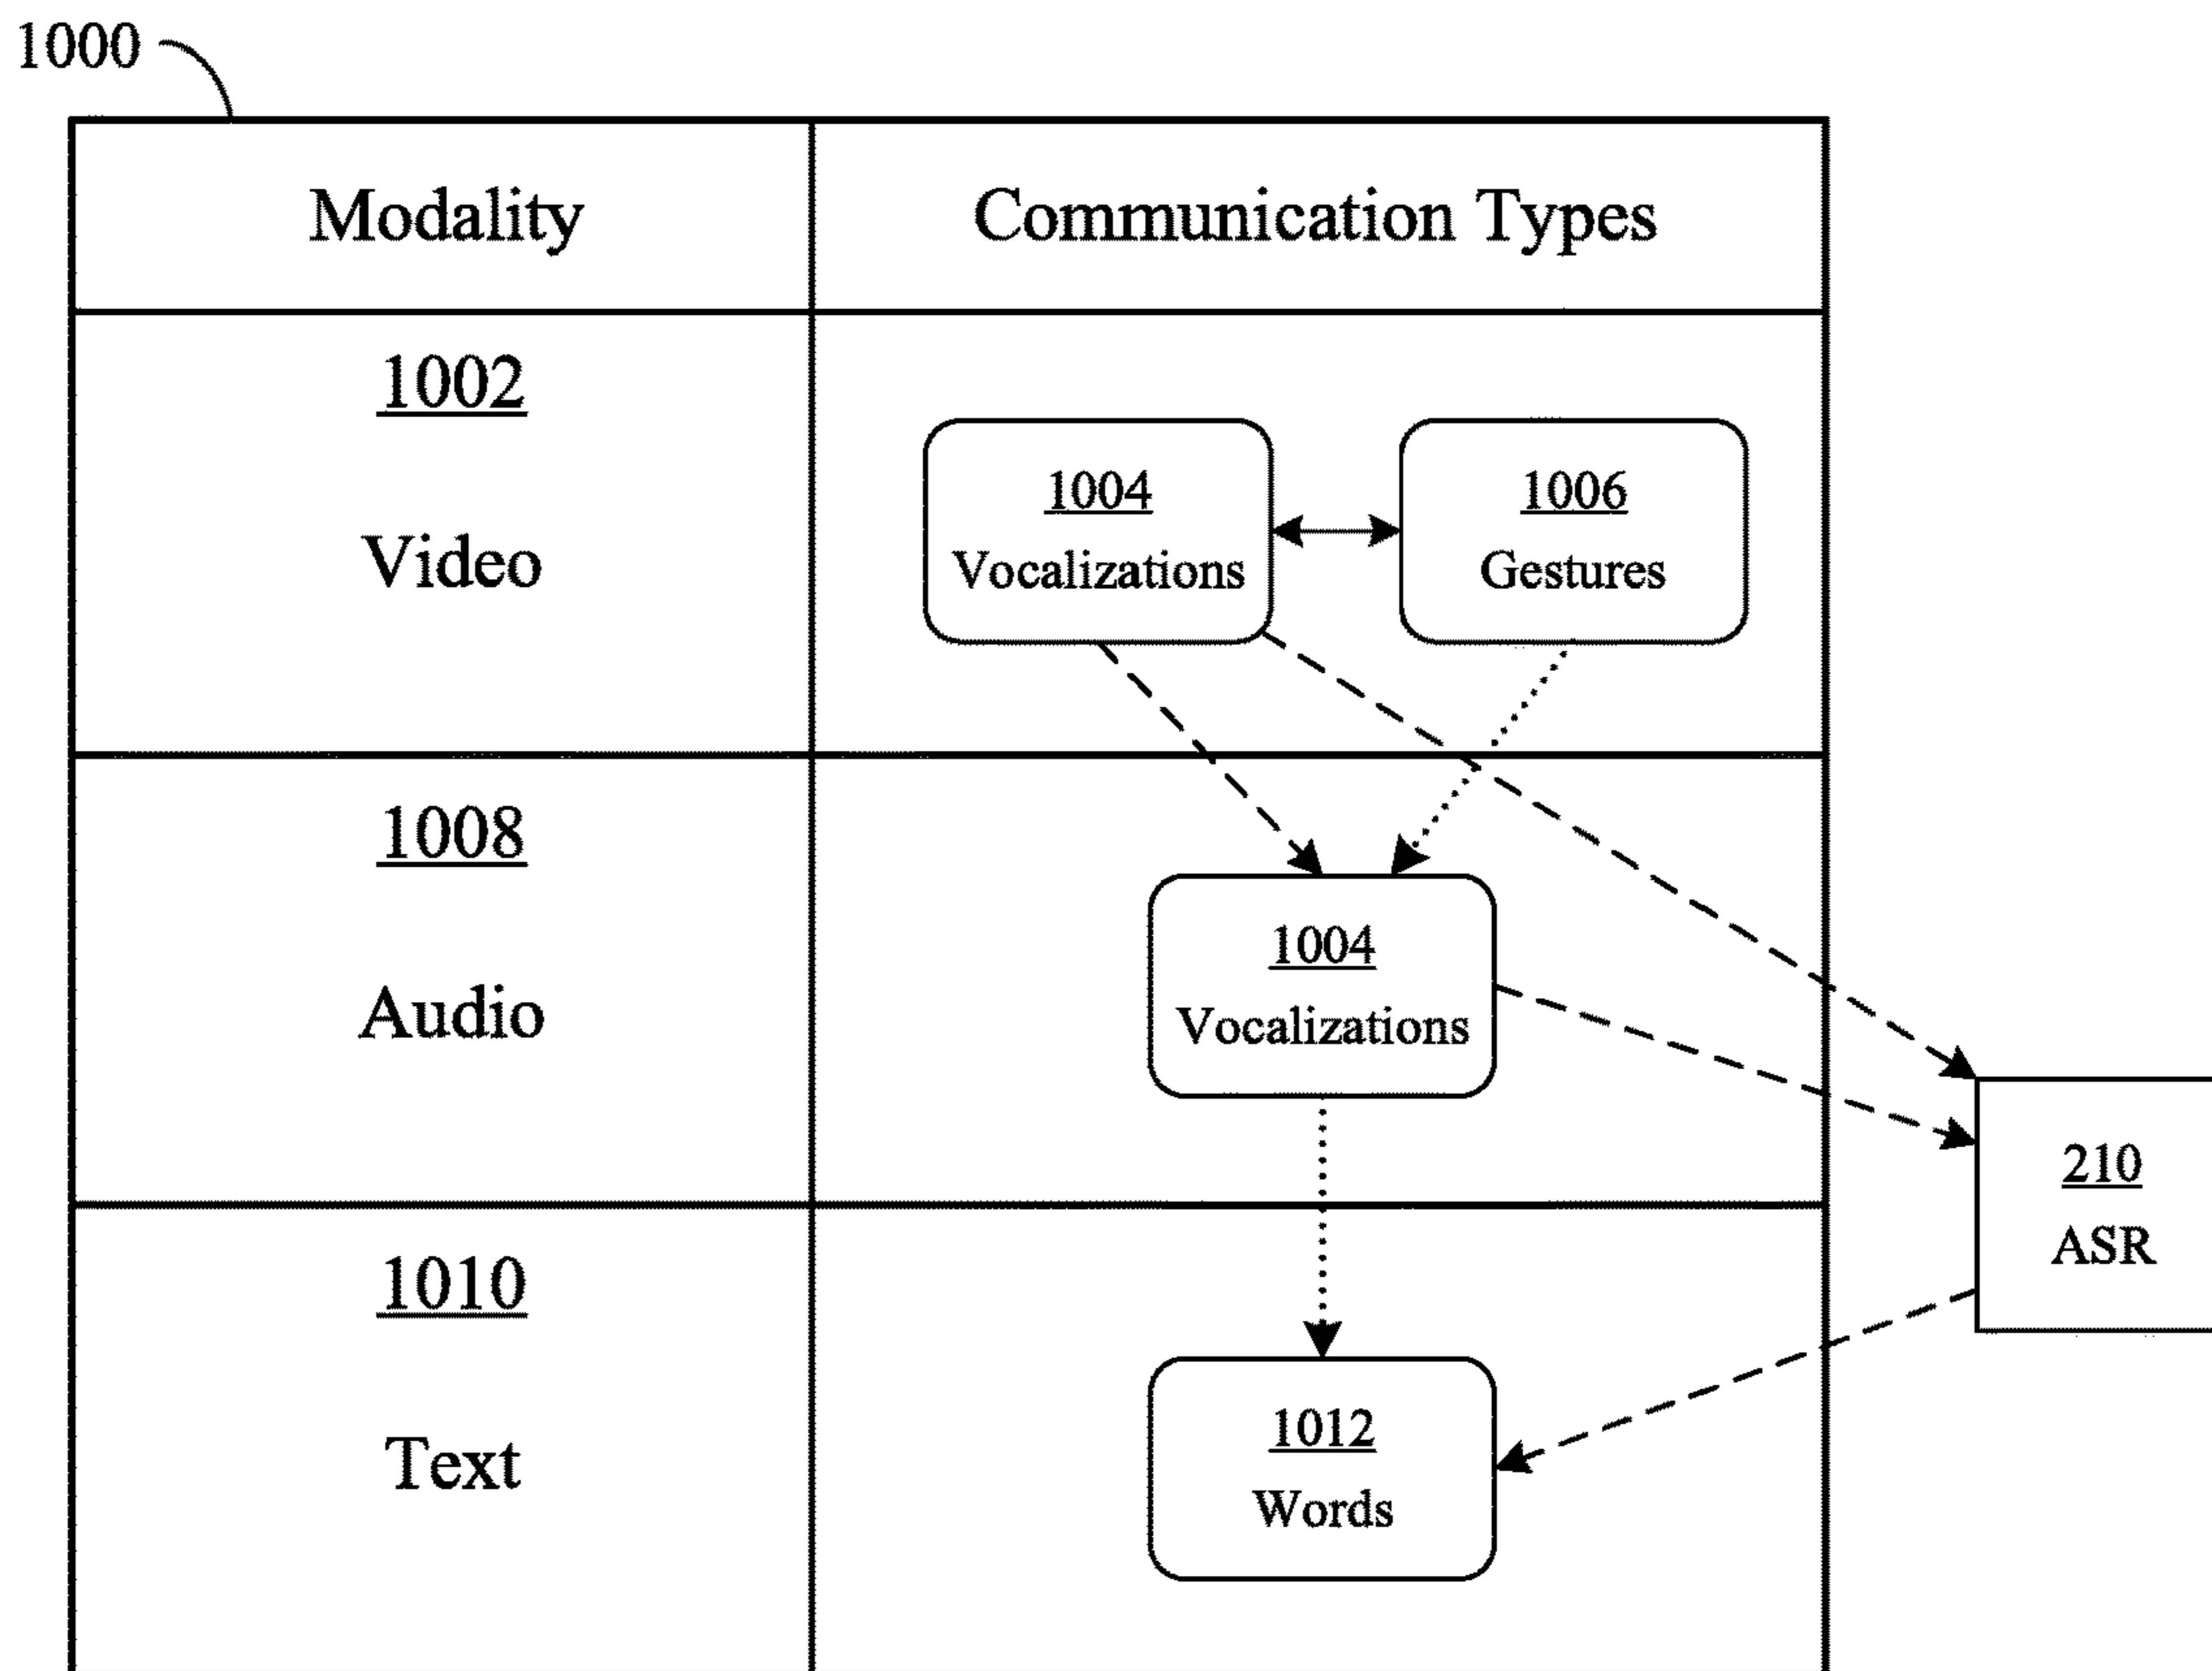 1000
Modality
Communication Types
1002
Video
1004
Vocalizations
1006
Gestures
1008
Audio
1004
Vocalizations
210
ASR
1010
Text
1012
Words